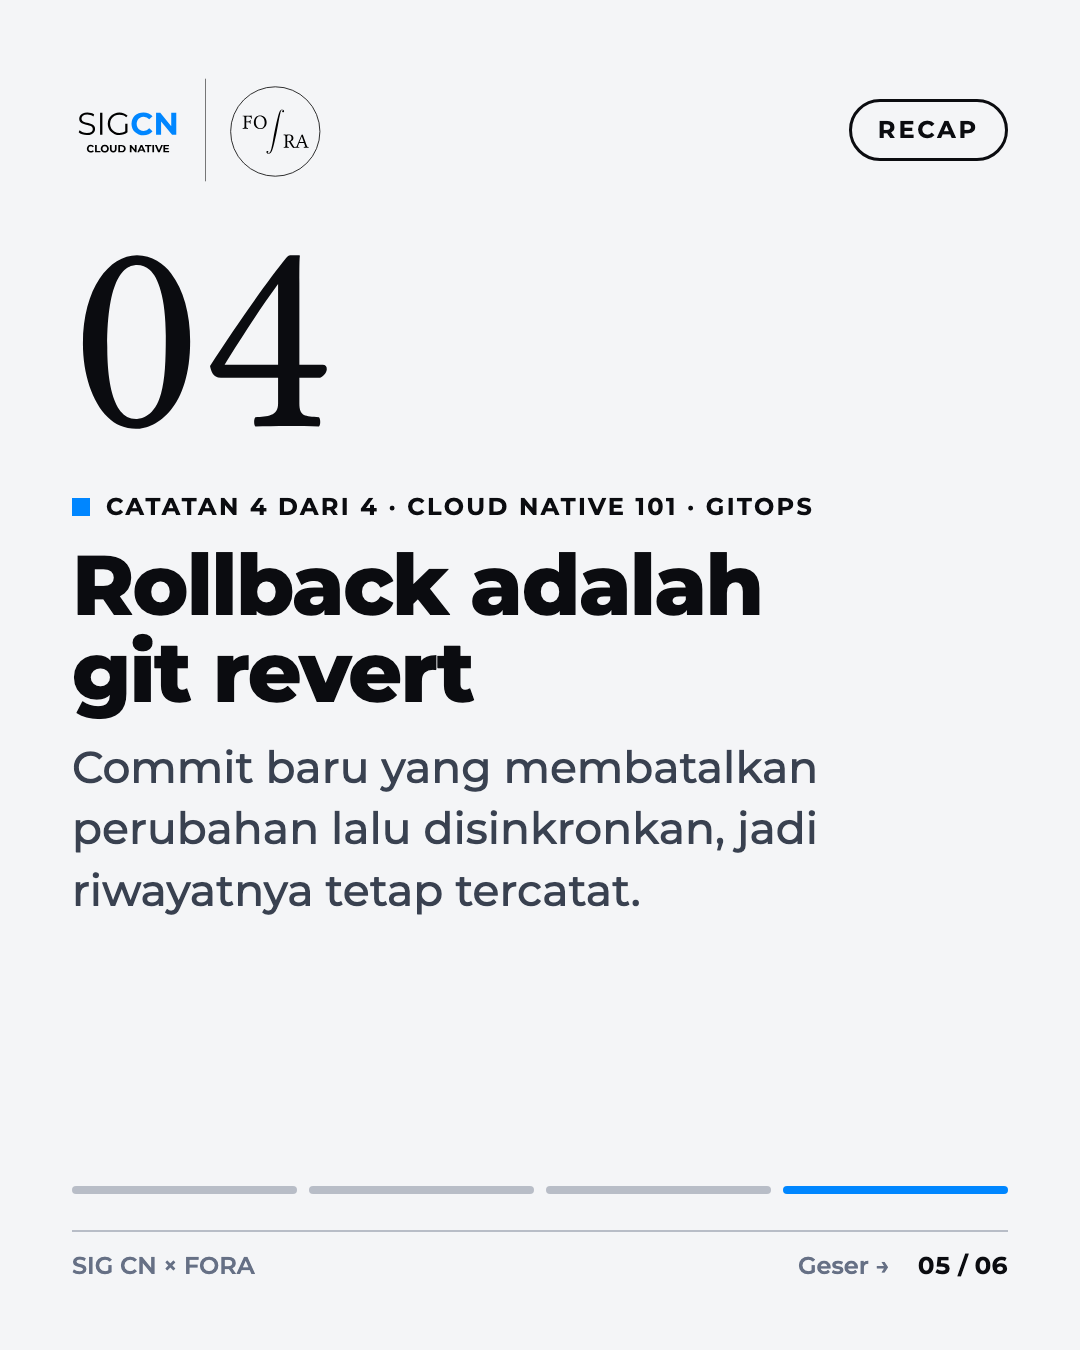 SIGCN
CLOUD NATIVE
FO RA
RECAP
04
CATATAN 4 DARI 4 · CLOUD NATIVE 101 · GITOPS
Rollback adalah
git revert
Commit baru yang membatalkan
perubahan lalu disinkronkan, jadi
riwayatnya tetap tercatat.
SIG CN × FORA
Geser → 05 / 06